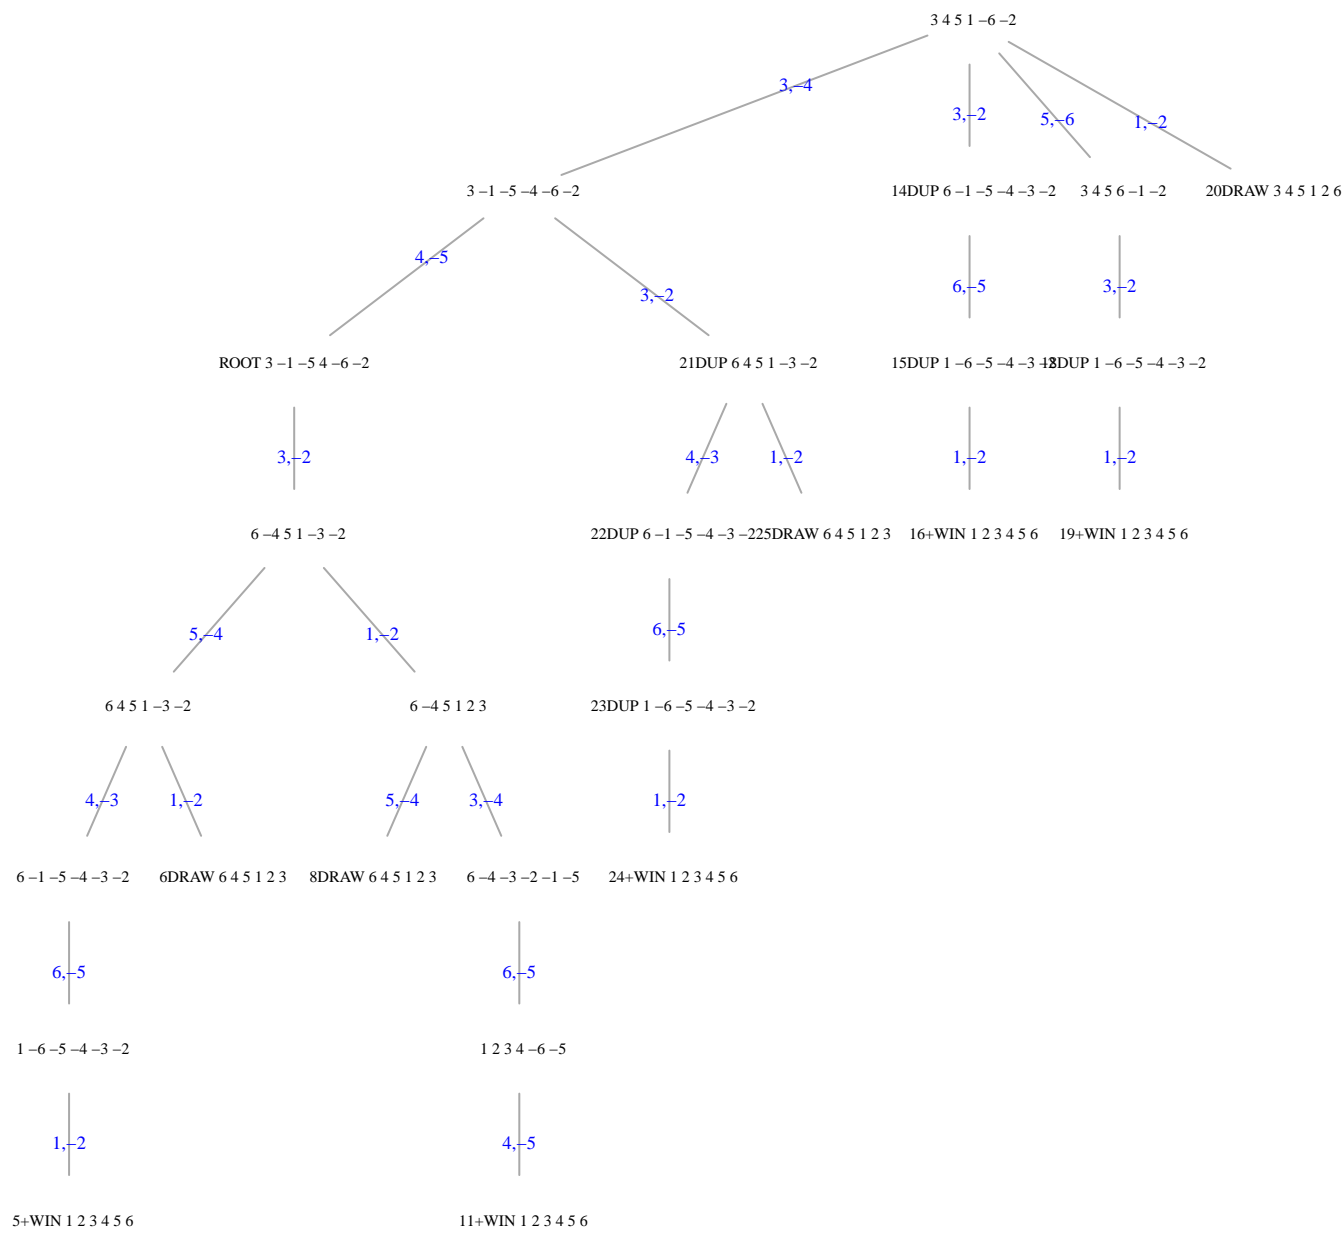 3 4 5 1 −6 −2
3,−4
3,−2
5,−6
1,−2
3 −1 −5 −4 −6 −2
14DUP 6 −1 −5 −4 −3 −2
3 4 5 6 −1 −2
20DRAW 3 4 5 1 2 6
4,−5
3,−2
6,−5
3,−2
ROOT 3 −1 −5 4 −6 −2
21DUP 6 4 5 1 −3 −2
15DUP 1 −6 −5 −4 −3 −2
18DUP 1 −6 −5 −4 −3 −2
3,−2
4,−3
1,−2
1,−2
1,−2
6 −4 5 1 −3 −2
22DUP 6 −1 −5 −4 −3 −2
25DRAW 6 4 5 1 2 3
16+WIN 1 2 3 4 5 6
19+WIN 1 2 3 4 5 6
5,−4
1,−2
6,−5
6 4 5 1 −3 −2
6 −4 5 1 2 3
23DUP 1 −6 −5 −4 −3 −2
4,−3
1,−2
5,−4
3,−4
1,−2
6 −1 −5 −4 −3 −2
6DRAW 6 4 5 1 2 3
8DRAW 6 4 5 1 2 3
6 −4 −3 −2 −1 −5
24+WIN 1 2 3 4 5 6
6,−5
6,−5
1 −6 −5 −4 −3 −2
1 2 3 4 −6 −5
1,−2
4,−5
5+WIN 1 2 3 4 5 6
11+WIN 1 2 3 4 5 6